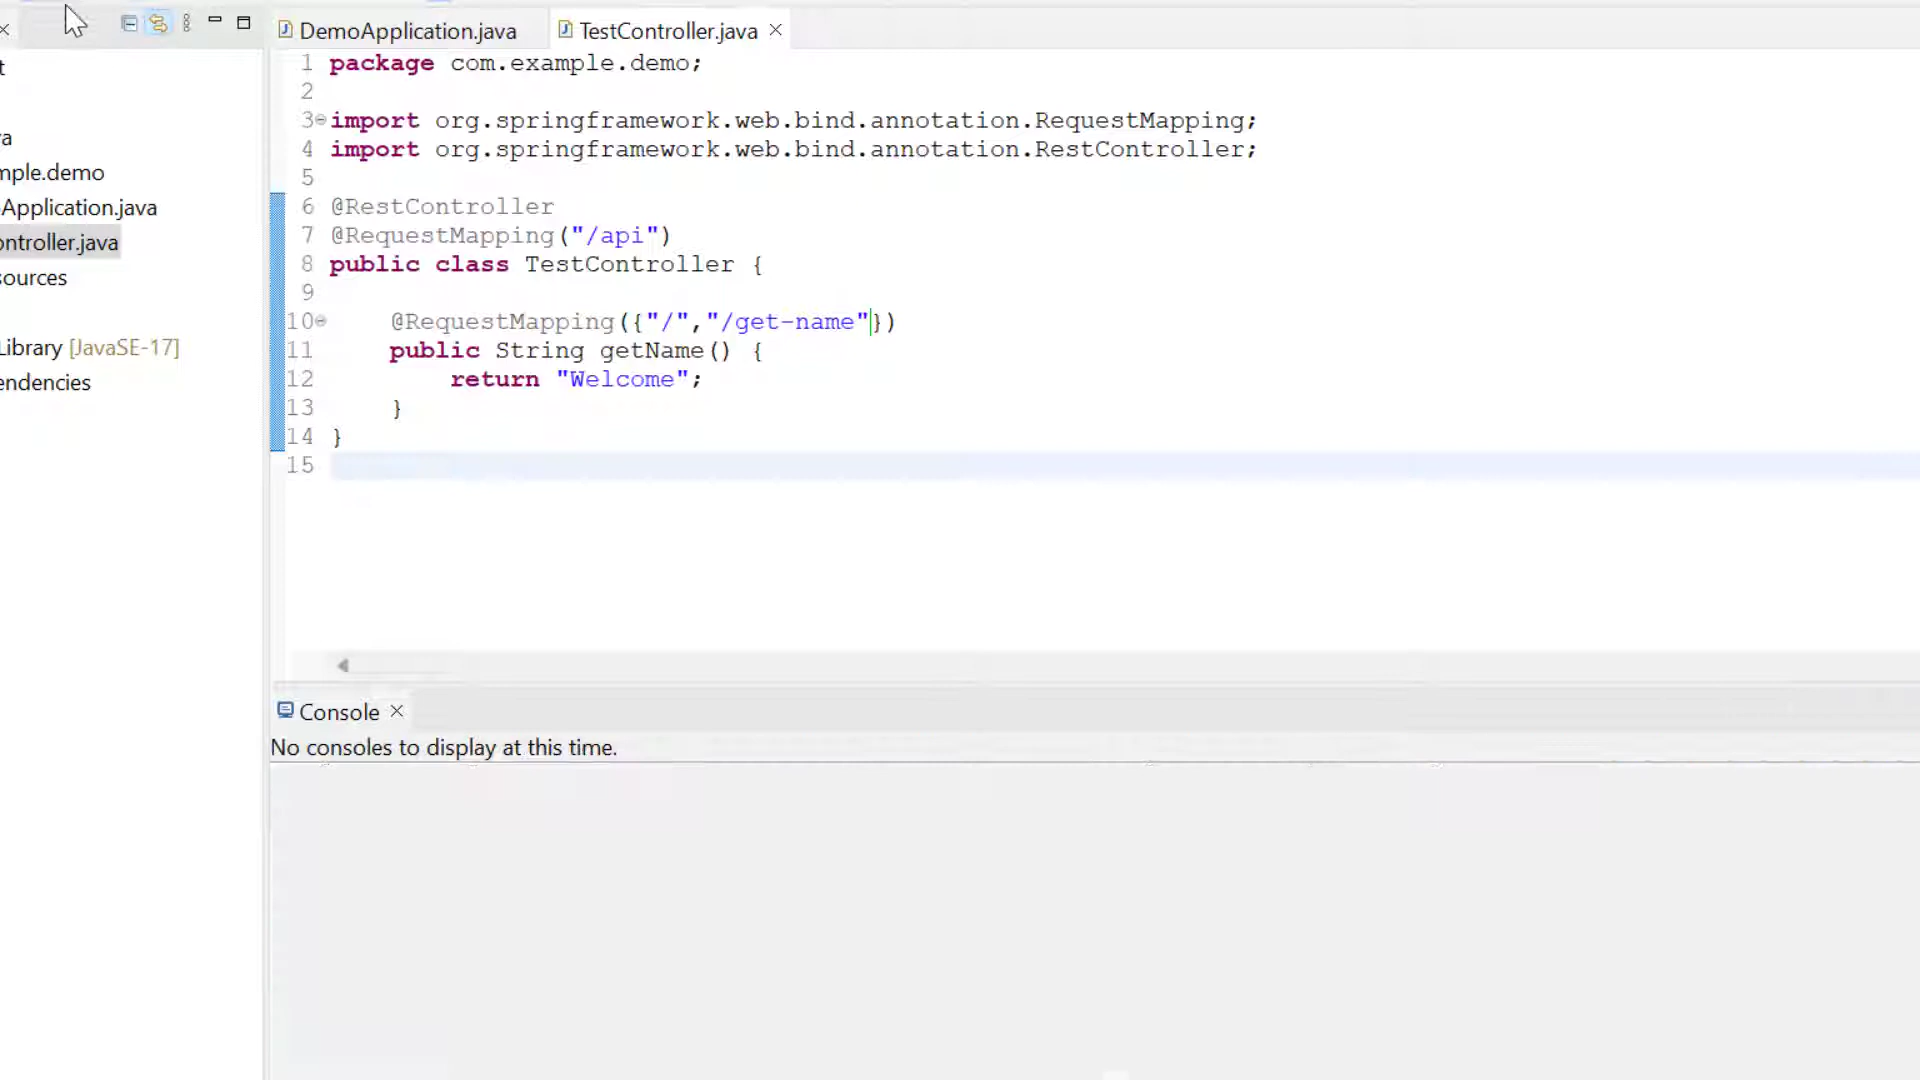 DemoApplication.java
TestController.java
t
va
mple.demo
Application.java
ontroller.java
sources
Library [JavaSE-17]
endencies
1 package com.example.demo;
2
3 import org.springframework.web.bind.annotation.RequestMapping;
4 import org.springframework.web.bind.annotation.RestController;
5
6 @RestController
7 @RequestMapping("/api")
8 public class TestController {
9
10 @RequestMapping({"/","/get-name"})
11 public String getName() {
12 return "Welcome";
13 }
14 }
15
Console
No consoles to display at this time.